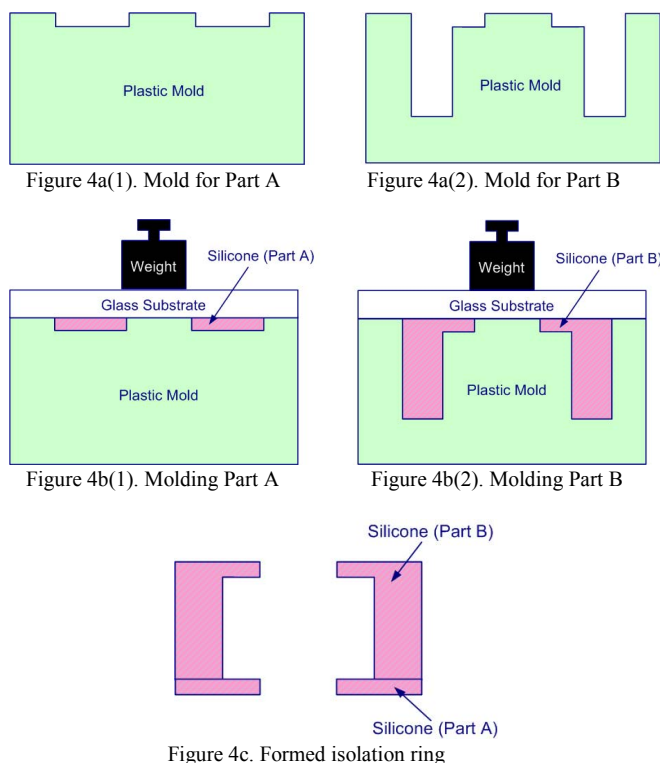 Plastic Mold
Plastic Mold
Figure 4a(1). Mold for Part A
Figure 4a(2). Mold for Part B
Weight
Silicone (Part A)
Glass Substrate
Plastic Mold
Weight
Silicone (Part B)
Glass Substrate
Plastic Mold
Figure 4b(1). Molding Part A
Figure 4b(2). Molding Part B
Silicone (Part B)
Silicone (Part A)
Figure 4c. Formed isolation ring